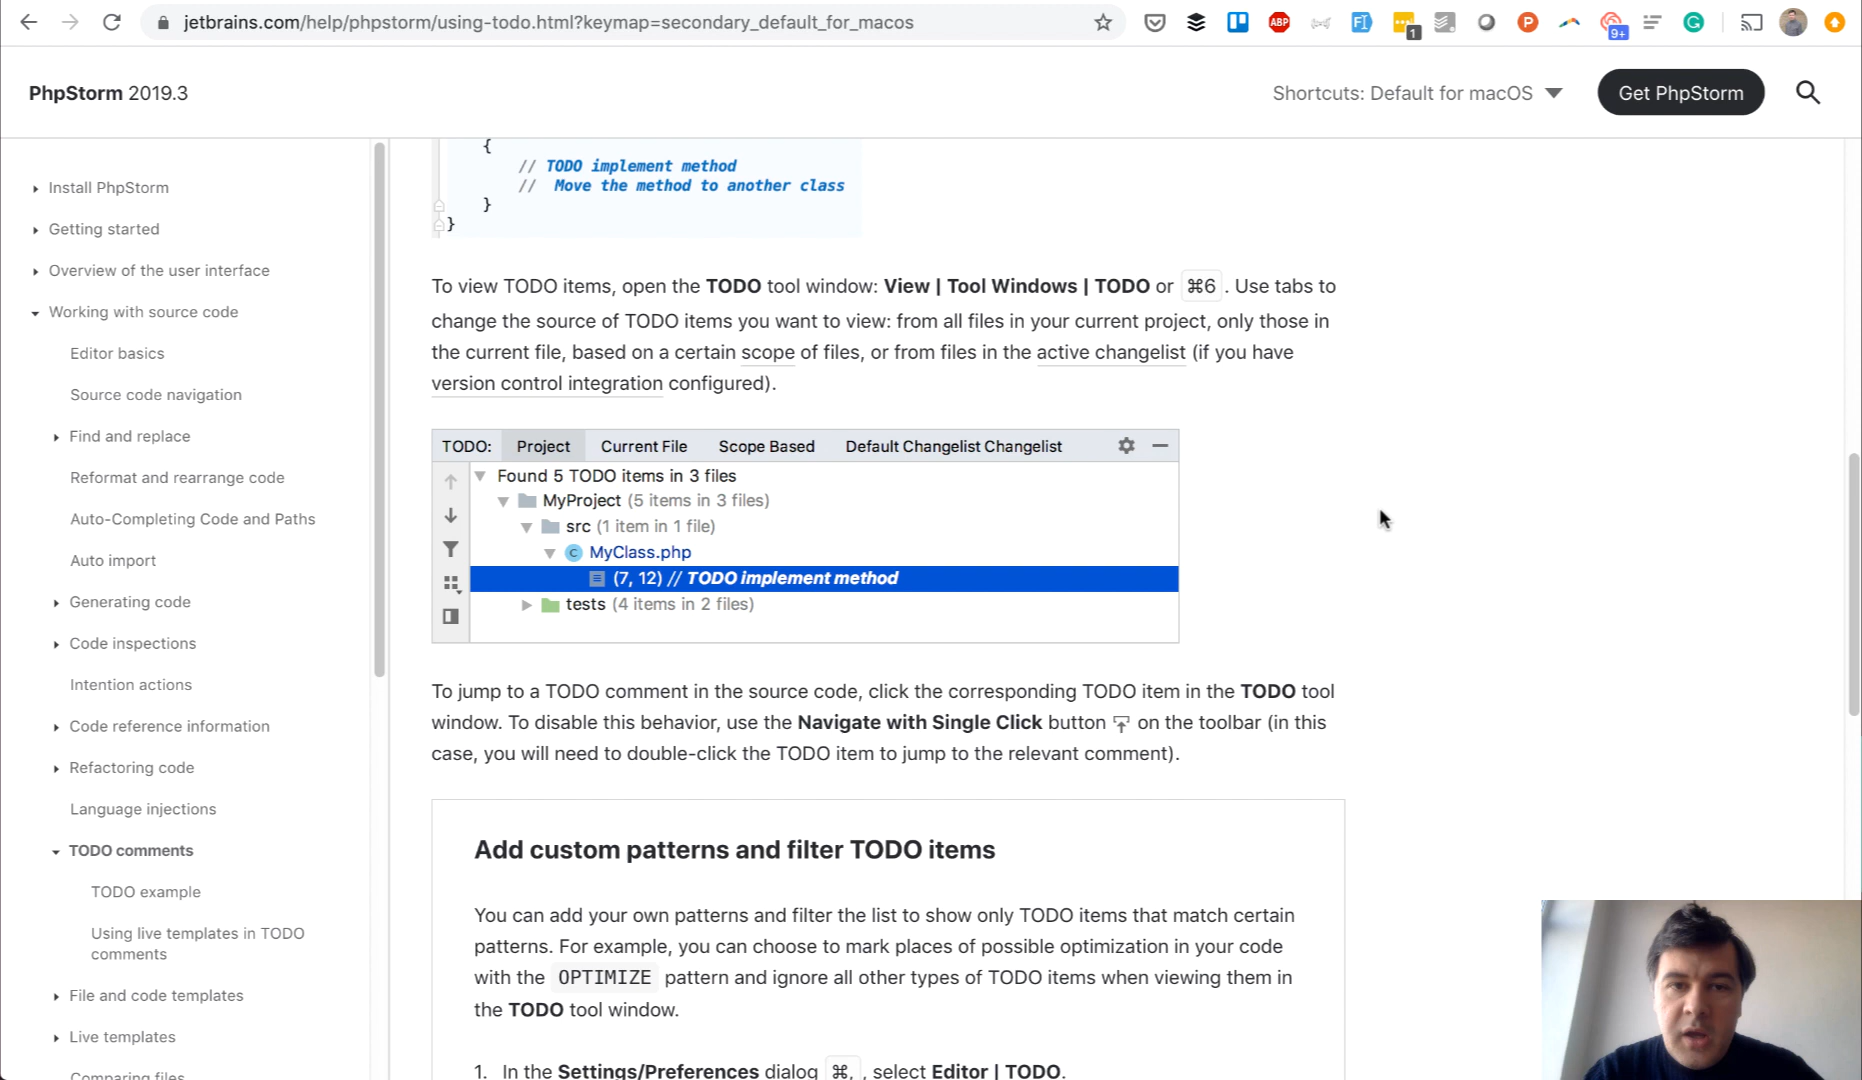 jetbrains.com/help/phpstorm/using-todo.html?keymap=secondary_default_for_macos
ABP
1
P
9+
G
PhpStorm 2019.3
Shortcuts: Default for macOS
Get PhpStorm
Install PhpStorm
Getting started
Overview of the user interface
Working with source code
Editor basics
Source code navigation
Find and replace
Reformat and rearrange code
Auto-Completing Code and Paths
Auto import
Generating code
Code inspections
Intention actions
Code reference information
Refactoring code
Language injections
TODO comments
TODO example
Using live templates in TODO
comments
File and code templates
Live templates
Comparing files
{
// TODO implement method
//  Move the method to another class
}
}
To view TODO items, open the TODO tool window: View | Tool Windows | TODO or ⌘6 . Use tabs to
change the source of TODO items you want to view: from all files in your current project, only those in
the current file, based on a certain scope of files, or from files in the active changelist (if you have
version control integration configured).
TODO: Project Current File Scope Based Default Changelist Changelist
Found 5 TODO items in 3 files
MyProject (5 items in 3 files)
src (1 item in 1 file)
C MyClass.php
(7, 12) // TODO implement method
tests (4 items in 2 files)
To jump to a TODO comment in the source code, click the corresponding TODO item in the TODO tool
window. To disable this behavior, use the Navigate with Single Click button on the toolbar (in this
case, you will need to double-click the TODO item to jump to the relevant comment).
Add custom patterns and filter TODO items
You can add your own patterns and filter the list to show only TODO items that match certain
patterns. For example, you can choose to mark places of possible optimization in your code
with the OPTIMIZE pattern and ignore all other types of TODO items when viewing them in
the TODO tool window.
1. In the Settings/Preferences dialog ⌘, , select Editor | TODO.